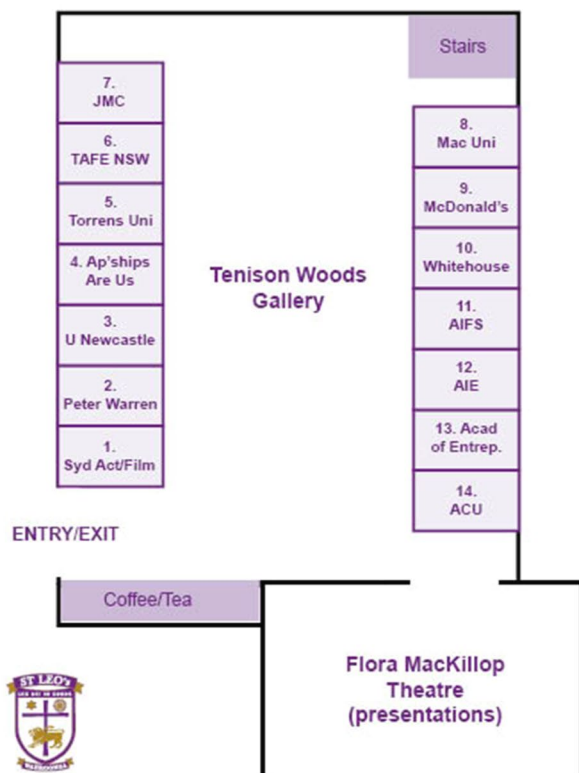 Stairs
7.
JMC
6.
TAFE NSW
5.
Torrens Uni
4. Ap'ships
Are Us
3.
U Newcastle
2.
Peter Warren
1.
Syd Act/Film
8.
Mac Uni
9.
McDonald's
10.
Whitehouse
11.
AIFS
12.
AIE
13. Acad
of Entrep.
14.
ACU
Tenison Woods
Gallery
ENTRY/EXIT
Coffee/Tea
Flora MacKillop
Theatre
(presentations)
ST LEO'S